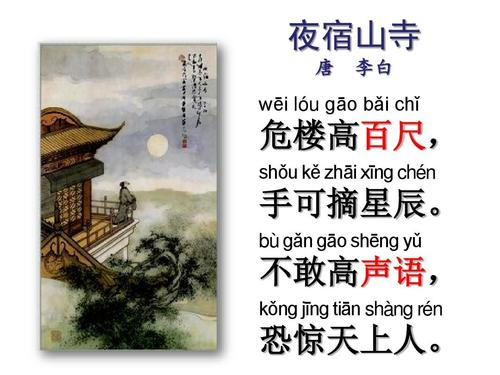 夜宿山寺
唐 李白
wēi lóu gāo bǎi chǐ
危楼高百尺，
shǒu kě zhāi xīng chén
手可摘星辰。
bù gǎn gāo shēng yǔ
不敢高声语，
kǒng jīng tiān shàng rén
恐惊天上人。